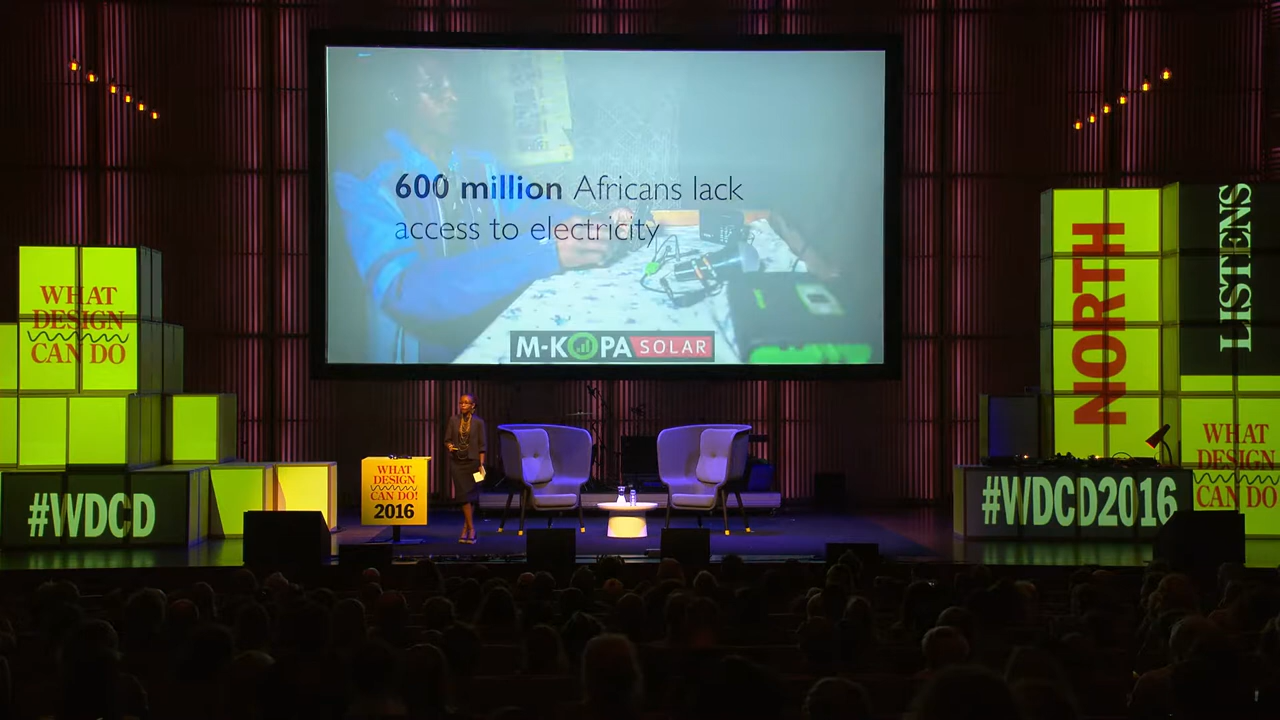 600 million Africans lack
access to electricity
M-KOPA SOLAR
WHAT
DESIGN
CAN DO
#WDCD
WHAT
DESIGN
CAN DO!
2016
NORTH
LISTENS
#WDCD2016
WHAT
DESIGN
CAN DO